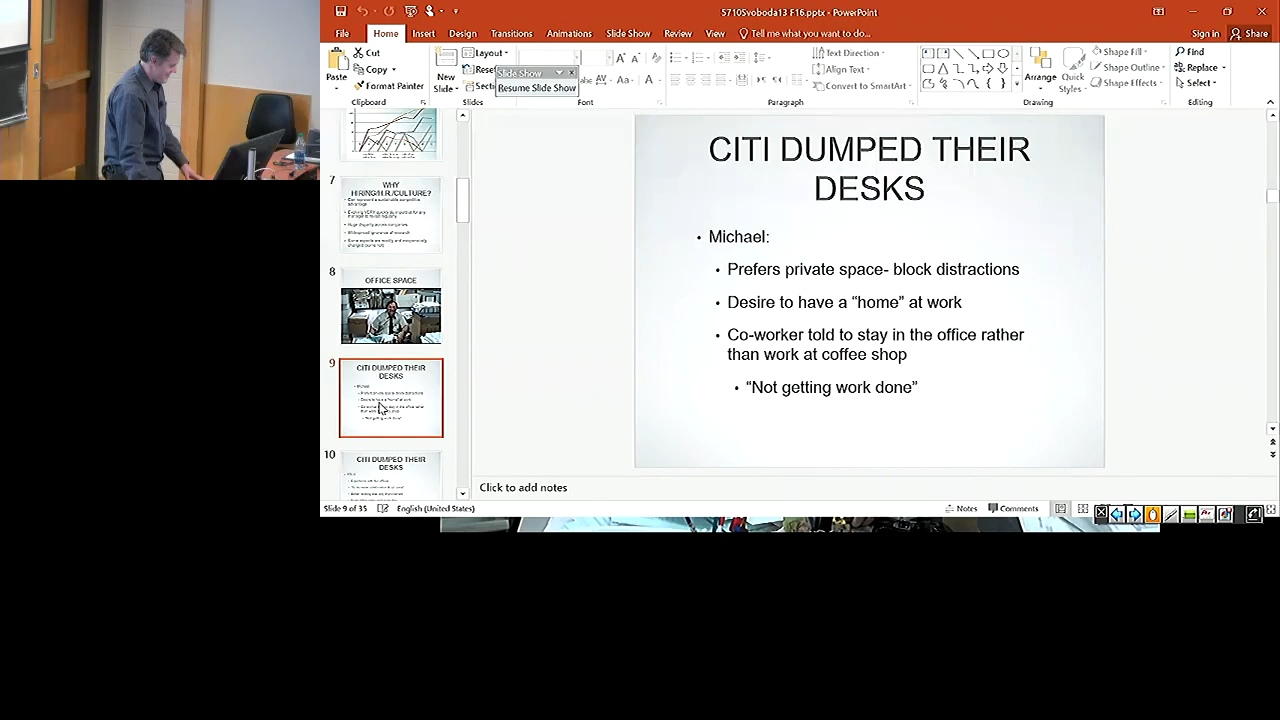 S710Svoboda13 F16.pptx - PowerPoint
File Home Insert Design Transitions Animations Slide Show Review View Tell me what you want to do... Sign in Share
Paste
Cut
Copy
Format Painter
Clipboard
New
Slide
Layout
Slides
Slide Show
Resume Slide Show
Font
Aa
A
Text Direction
Align Text
Convert to SmartArt
Paragraph
Arrange
Quick
Styles
Shape Fill
Shape Outline
Shape Effects
Drawing
Find
Replace
Select
Editing
7
WHY
HIRING/H.R./CULTURE?
8
OFFICE SPACE
9
CITI DUMPED THEIR
DESKS
10
CITI DUMPED THEIR
DESKS
CITI DUMPED THEIR
DESKS
• Michael:
• Prefers private space- block distractions
• Desire to have a “home” at work
• Co-worker told to stay in the office rather
than work at coffee shop
• “Not getting work done”
Click to add notes
Slide 9 of 35 English (United States) Notes Comments